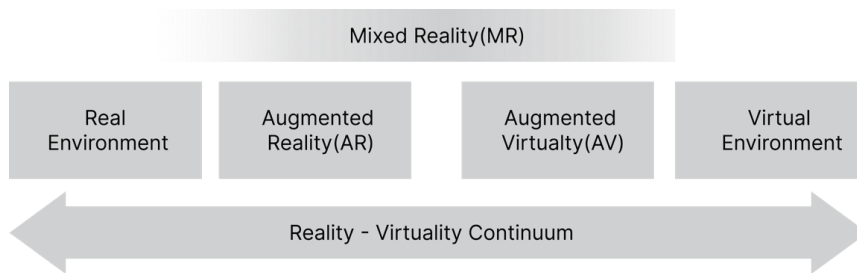 Mixed Reality(MR)
Real
Environment
Augmented
Reality(AR)
Augmented
Virtualty(AV)
Virtual
Environment
Reality - Virtuality Continuum